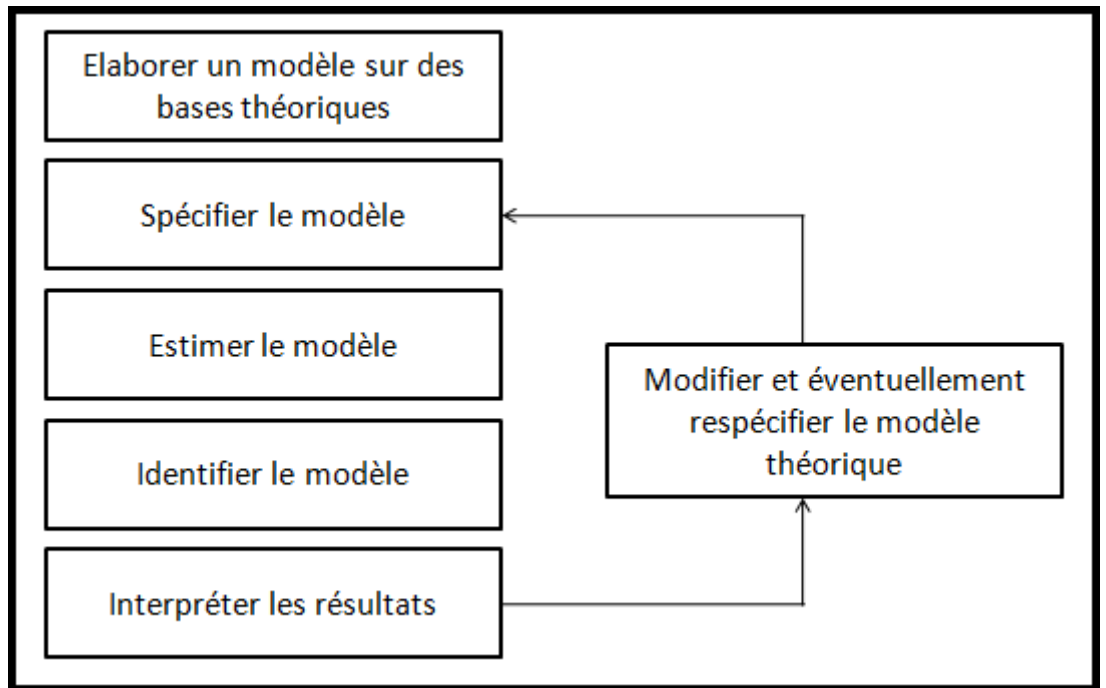 Elaborer un modèle sur des
bases théoriques
Spécifier le modèle
Estimer le modèle
Modifier et éventuellement
respécifier le modèle
théorique
Identifier le modèle
Interpréter les résultats